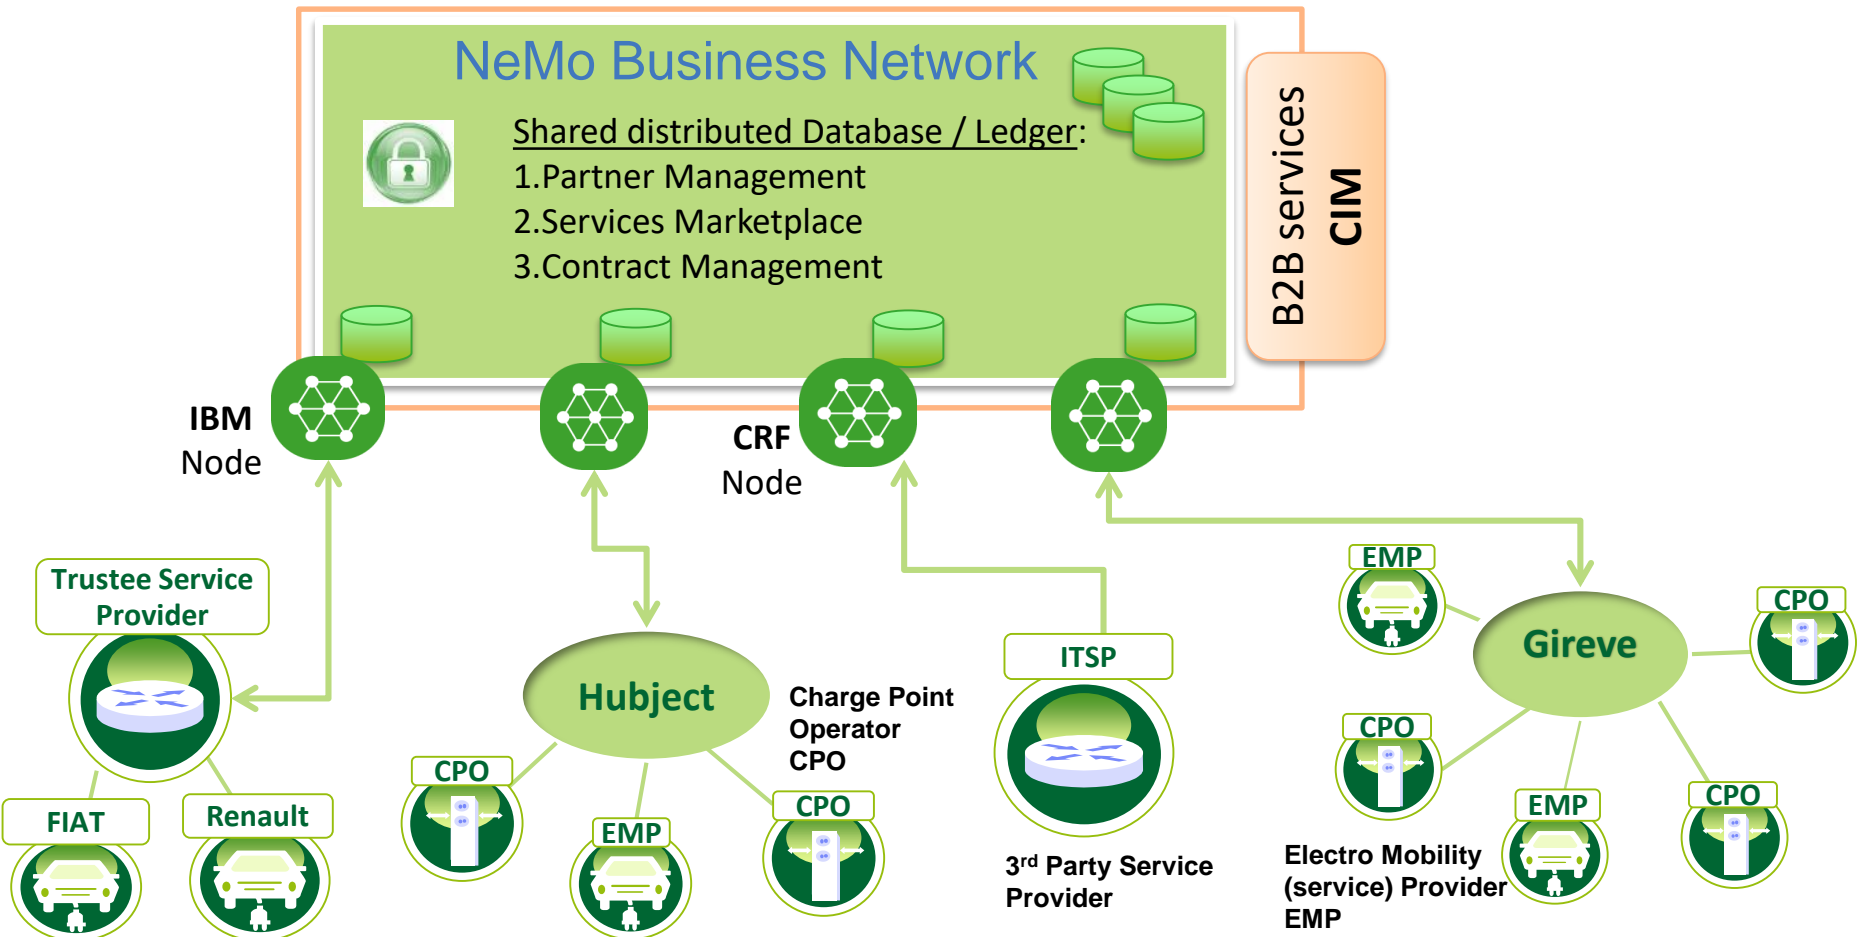 NeMo Business Network
Shared distributed Database / Ledger:
1.Partner Management
2.Services Marketplace
3.Contract Management
B2B services
CIM
IBM
Node
CRF
Node
Trustee Service
Provider
FIAT
Renault
Hubject
CPO
EMP
CPO
Charge Point
Operator
CPO
ITSP
3rd Party Service
Provider
EMP
CPO
Gireve
CPO
EMP
CPO
Electro Mobility
(service) Provider
EMP